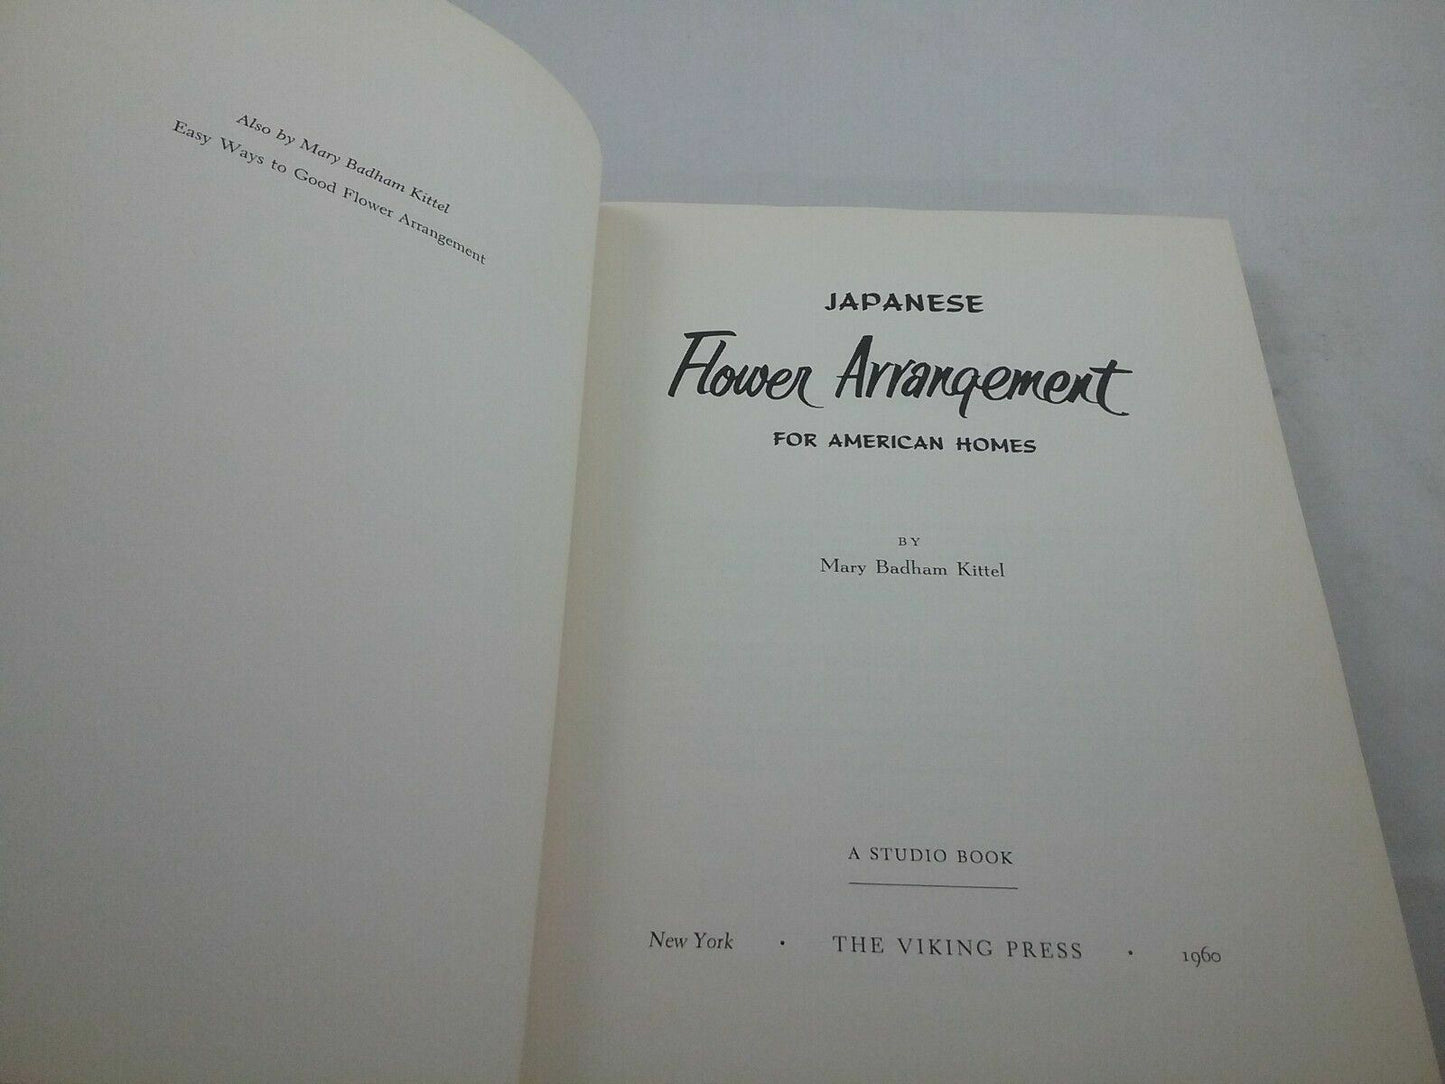 Also by Mary Badham Kittel
Easy Ways to Good Flower Arrangement
JAPANESE
Flower Arrangement
FOR AMERICAN HOMES
BY
Mary Badham Kittel
A STUDIO BOOK
New York · THE VIKING PRESS · 1960